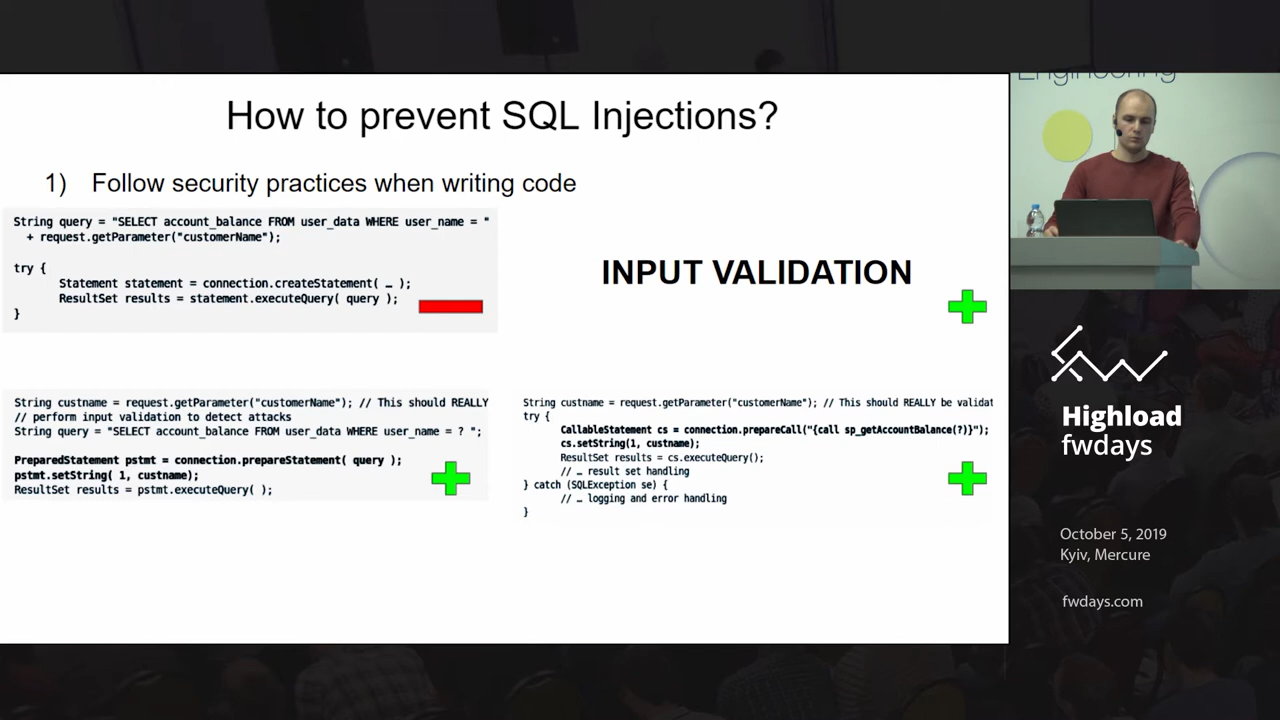 Engineering
How to prevent SQL Injections?
1) Follow security practices when writing code
String query = "SELECT account_balance FROM user_data WHERE user_name = "
+ request.getParameter("customerName");
try {
Statement statement = connection.createStatement( … );
ResultSet results = statement.executeQuery( query );
}
INPUT VALIDATION
String custname = request.getParameter("customerName"); // This should REALLY
// perform input validation to detect attacks
String query = "SELECT account_balance FROM user_data WHERE user_name = ? ";
PreparedStatement pstmt = connection.prepareStatement( query );
pstmt.setString( 1, custname);
ResultSet results = pstmt.executeQuery( );
String custname = request.getParameter("customerName"); // This should REALLY be validat
try {
CallableStatement cs = connection.prepareCall("{call sp_getAccountBalance(?)}");
cs.setString(1, custname);
ResultSet results = cs.executeQuery();
// … result set handling
} catch (SQLException se) {
// … logging and error handling
}
Highload
fwdays
October 5, 2019
Kyiv, Mercure
fwdays.com